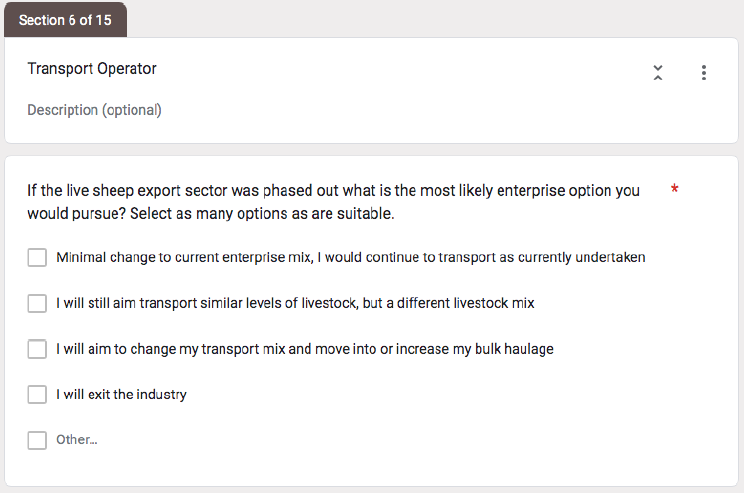 Section 6 of 15
Transport Operator
Description (optional)
If the live sheep export sector was phased out what is the most likely enterprise option you
would pursue? Select as many options as are suitable.
*
Minimal change to current enterprise mix, I would continue to transport as currently undertaken
I will still aim transport similar levels of livestock, but a different livestock mix
I will aim to change my transport mix and move into or increase my bulk haulage
I will exit the industry
Other...